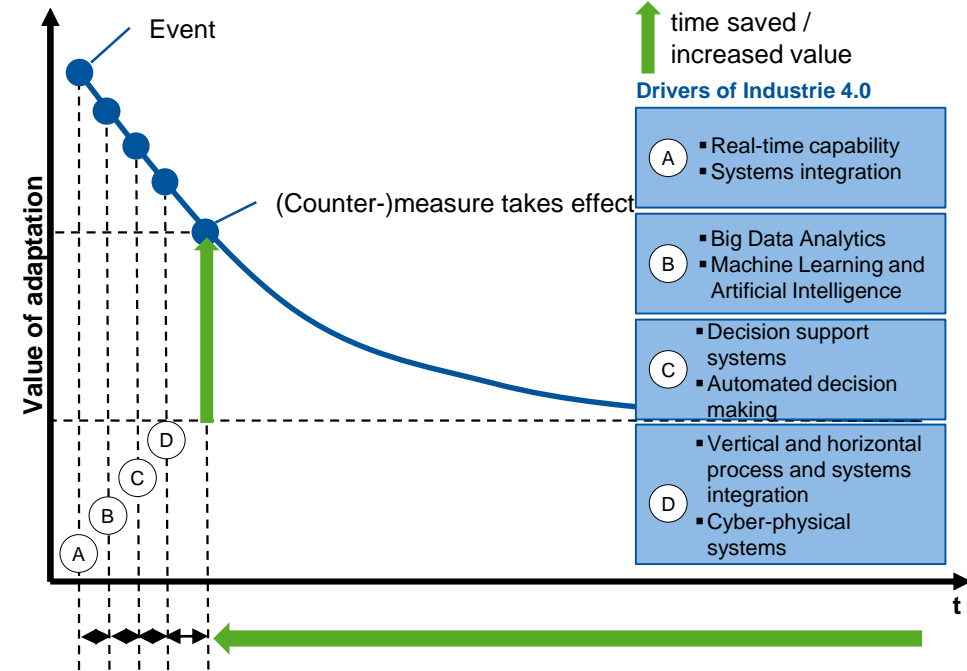 Event
time saved /
increased value
Drivers of Industrie 4.0
A
▪ Real-time capability
▪ Systems integration
(Counter-)measure takes effect
B
▪ Big Data Analytics
▪ Machine Learning and
Artificial Intelligence
Value of adaptation
C
▪ Decision support
systems
▪ Automated decision
making
D
▪ Vertical and horizontal
process and systems
integration
▪ Cyber-physical
systems
D
C
B
A
t